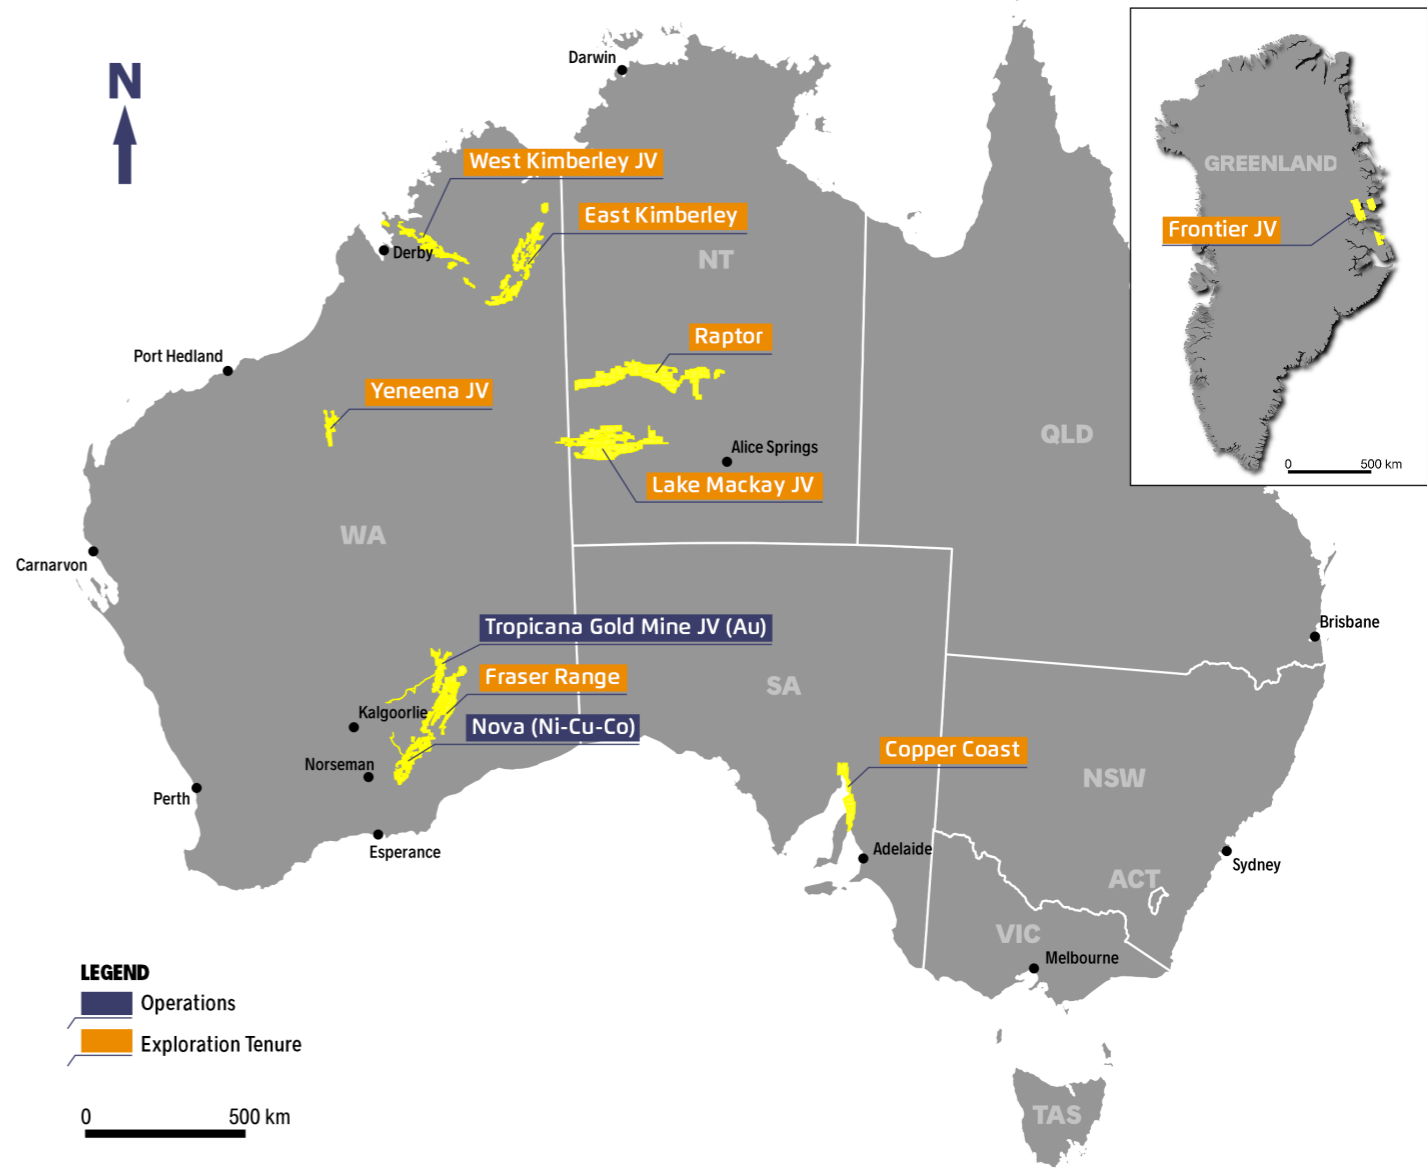 N
Darwin
West Kimberley JV
East Kimberley
Derby
NT
GREENLAND
Frontier JV
0 500 km
Raptor
Port Hedland
Yeneena JV
QLD
Alice Springs
Lake Mackay JV
WA
Carnarvon
Tropicana Gold Mine JV (Au)
Brisbane
Fraser Range
SA
Kalgoorlie
Nova (Ni-Cu-Co)
Copper Coast
Norseman
NSW
Perth
Esperance
Adelaide
Sydney
ACT
VIC
Melbourne
LEGEND
Operations
Exploration Tenure
0 500 km
TAS